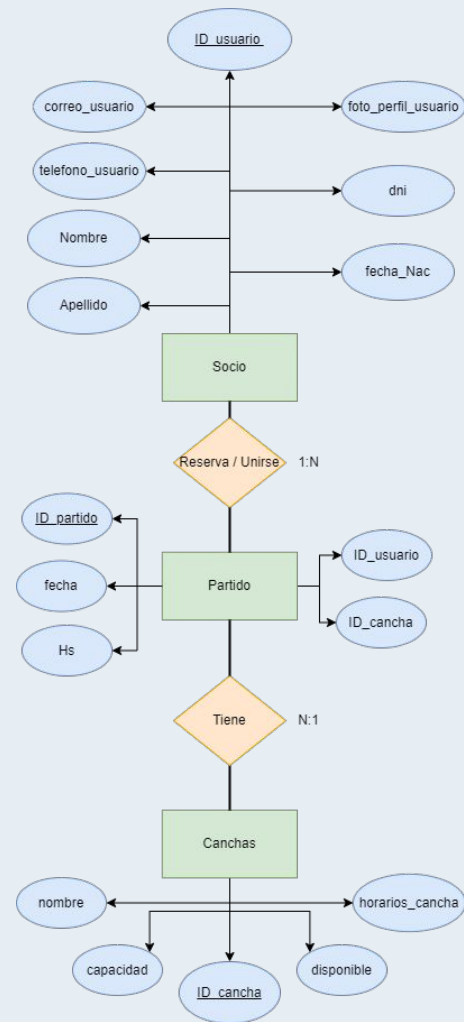 ID_usuario
correo_usuario
foto_perfil_usuario
telefono_usuario
dni
Nombre
fecha_Nac
Apellido
Socio
Reserva / Unirse
1:N
ID_partido
ID_usuario
fecha
Partido
ID_cancha
Hs
Tiene
N:1
Canchas
nombre
horarios_cancha
capacidad
disponible
ID_cancha